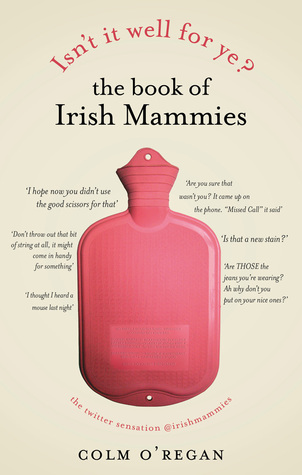 Isn't it well for ye?
the book of
Irish Mammies
'I hope now you didn't use
the good scissors for that'
'Are you sure that
wasn't you? It came up on
the phone. "Missed Call" it said'
'Don't throw out that bit
of string at all, it might
come in handy
for something'
'Is that a new stain?'
'Are THOSE the
jeans you're wearing?
Ah why don't you
put on your nice ones?'
'I thought I heard a
mouse last night'
the twitter sensation @irishmammies
COLM O'REGAN